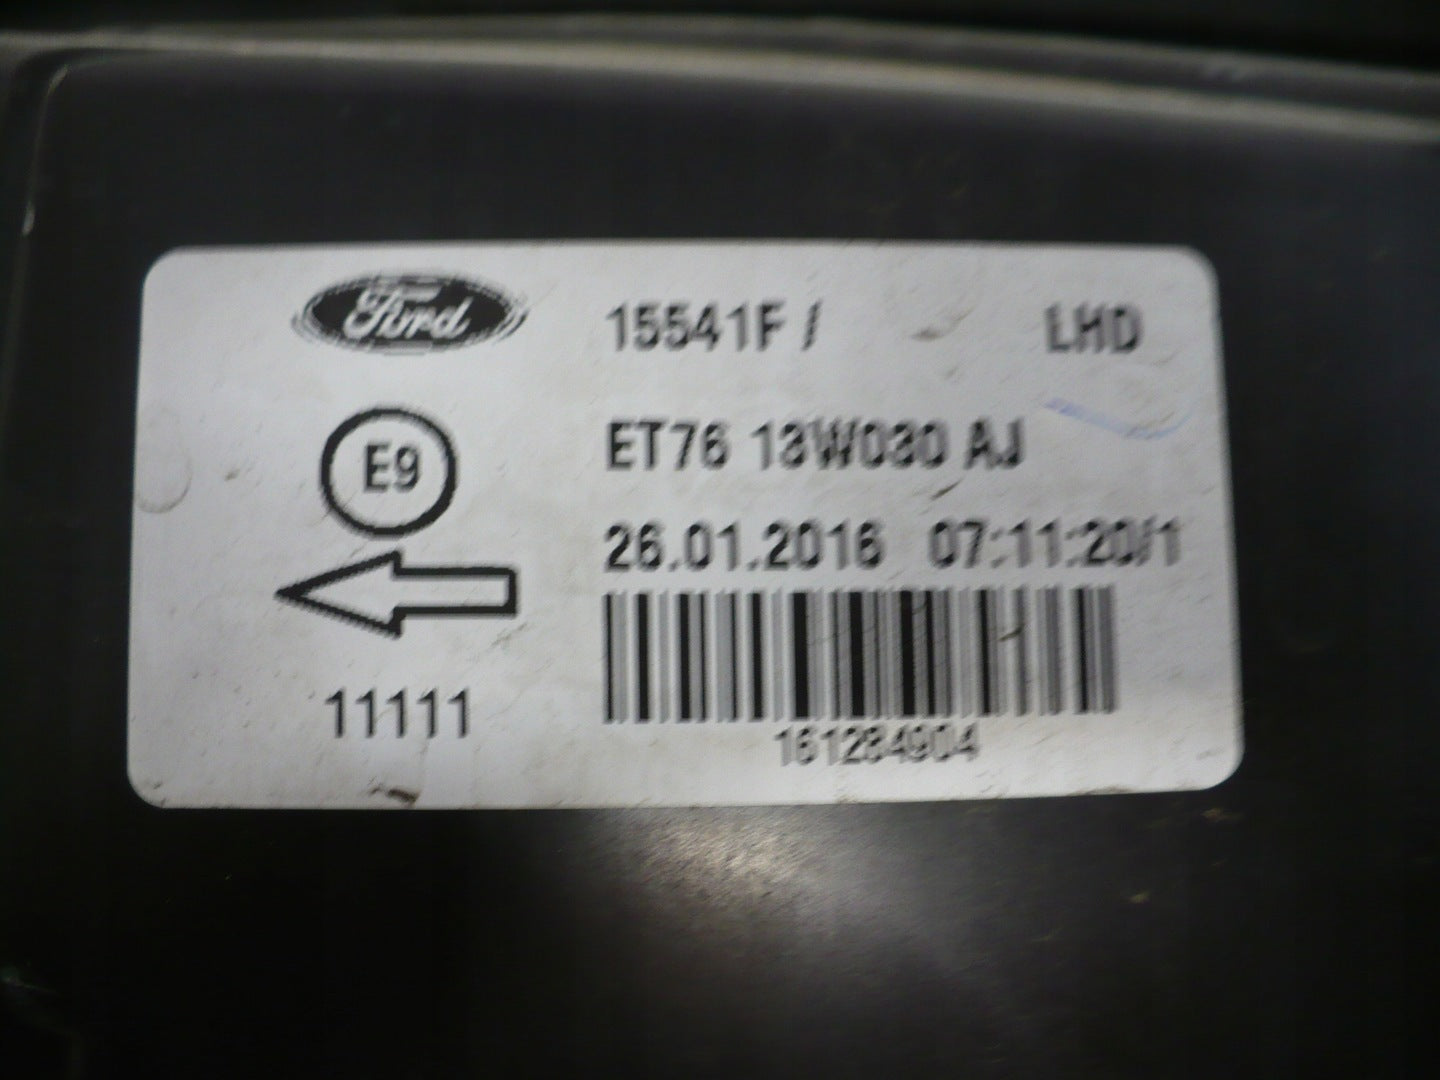 Ford
15541F / LHD
E9
ET76 13W030 AJ
26.01.2016 07:11:20/1
11111
161284904